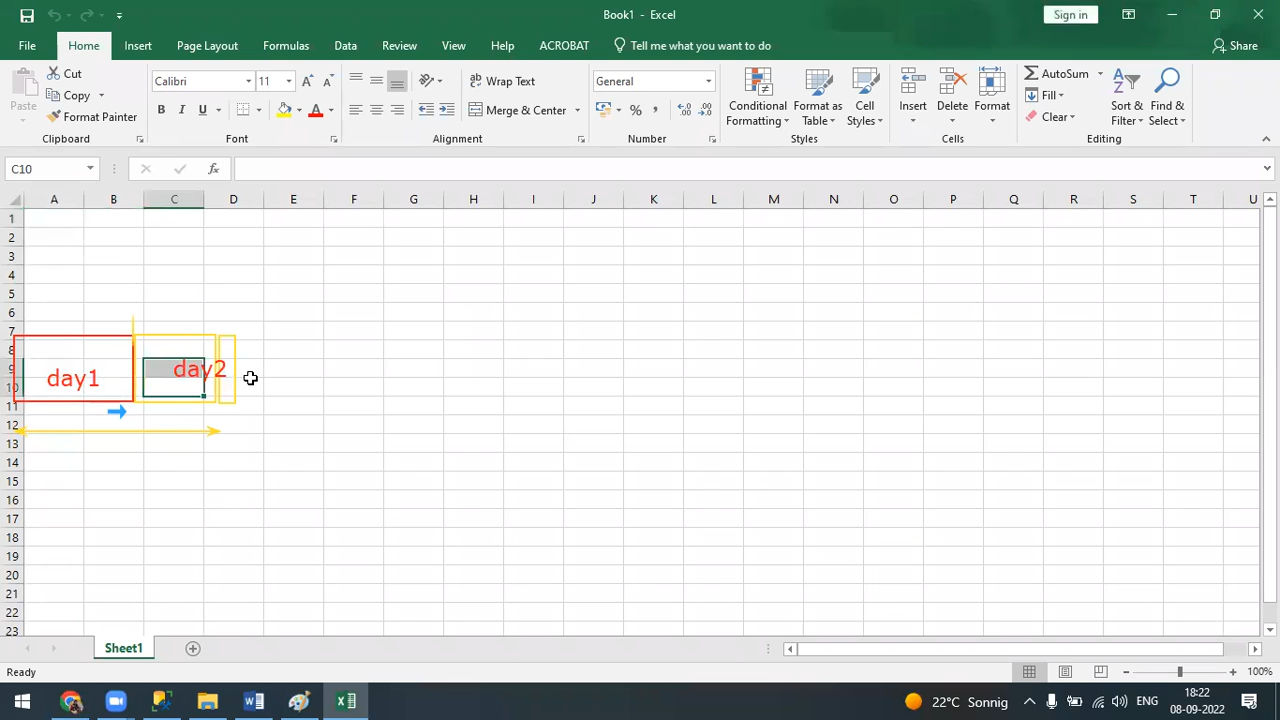 Book1 - Excel
Sign in
File Home Insert Page Layout Formulas Data Review View Help ACROBAT Tell me what you want to do Share
Cut
Copy
Format Painter
Paste
Clipboard
Calibri 11
B I U
Font
Wrap Text
Merge & Center
Alignment
General
%
Number
Conditional Formatting
Format as Table
Cell Styles
Styles
Insert Delete Format
Cells
AutoSum
Fill
Clear
Sort & Filter
Find & Select
Editing
C10 fx
A B C D E F G H I J K L M N O P Q R S T U
1
2
3
4
5
6
7
8
9
10
11
12
13
14
15
16
17
18
19
20
21
22
23
day1
day2
Sheet1
Ready
100%
22°C Sonnig
ENG
18:22
08-09-2022